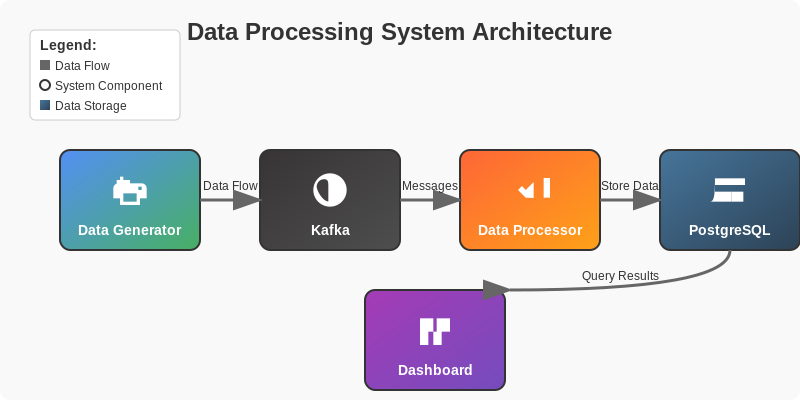 Data Processing System Architecture
Legend:
Data Flow
System Component
Data Storage
Data Flow
Messages
Store Data
Data Generator
Kafka
Data Processor
PostgreSQL
Query Results
Dashboard